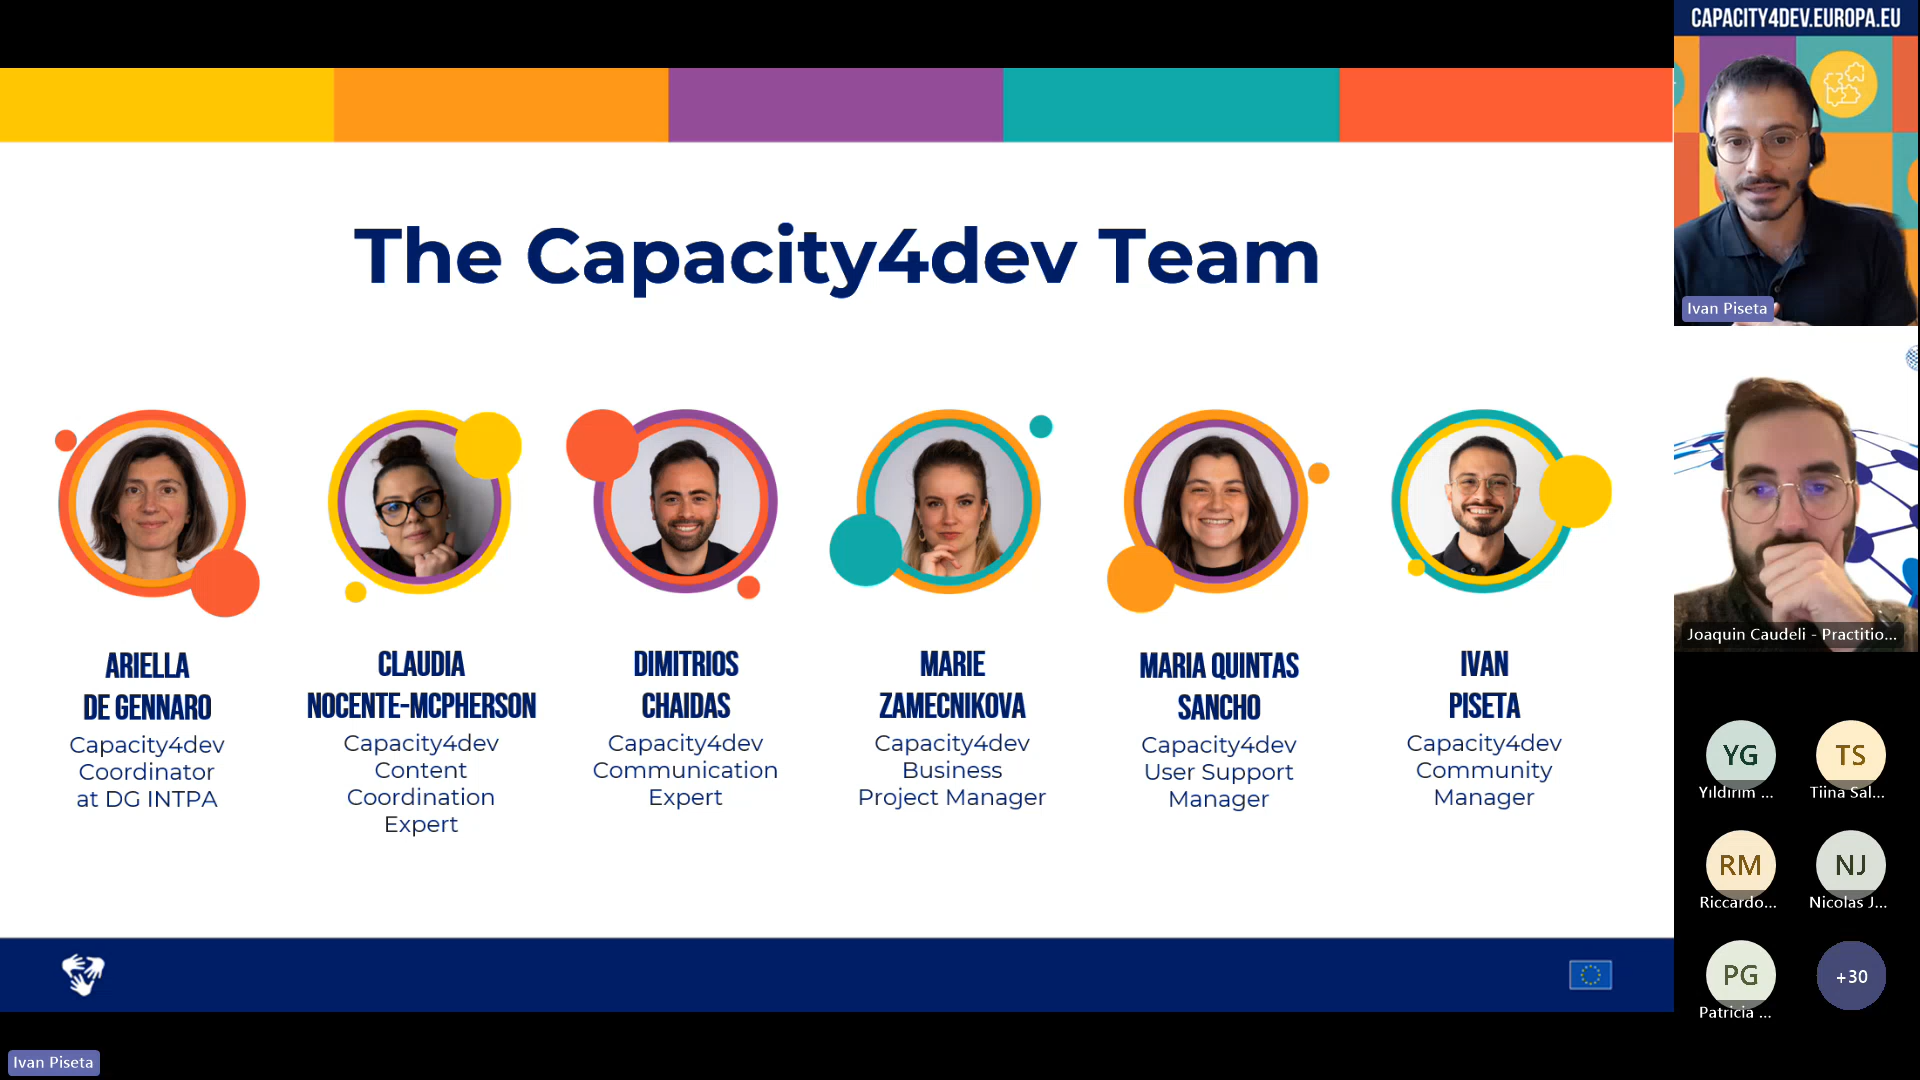 CAPACITY4DEV.EUROPA.EU
The Capacity4dev Team
ARIELLA
DE GENNARO
Capacity4dev
Coordinator
at DG INTPA
CLAUDIA
NOCENTE-MCPHERSON
Capacity4dev
Content
Coordination
Expert
DIMITRIOS
CHAIDAS
Capacity4dev
Communication
Expert
MARIE
ZAMECNIKOVA
Capacity4dev
Business
Project Manager
MARIA QUINTAS
SANCHO
Capacity4dev
User Support
Manager
IVAN
PISETA
Capacity4dev
Community
Manager
Ivan Piseta
Joaquin Caudeli - Practitio...
YG
Yıldırım ...
TS
Tiina Sal...
RM
Riccardo...
NJ
Nicolas J...
PG
Patricia ...
+30
Ivan Piseta